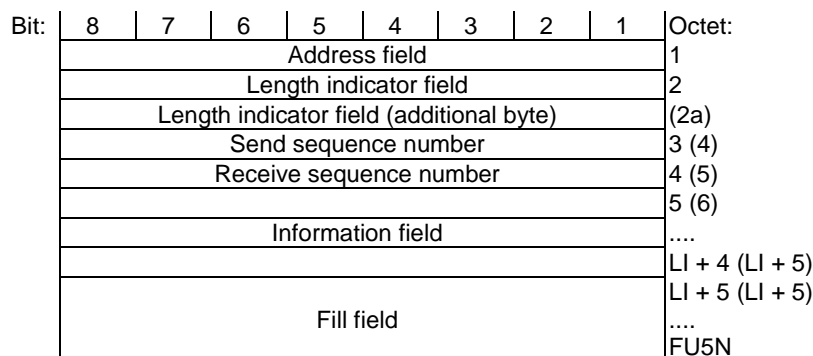 Bit: 8 7 6 5 4 3 2 1 Octet:
Address field 1
Length indicator field 2
Length indicator field (additional byte) (2a)
Send sequence number 3 (4)
Receive sequence number 4 (5)
5 (6)
Information field ....
LI + 4 (LI + 5)
LI + 5 (LI + 5)
Fill field ....
FU5N